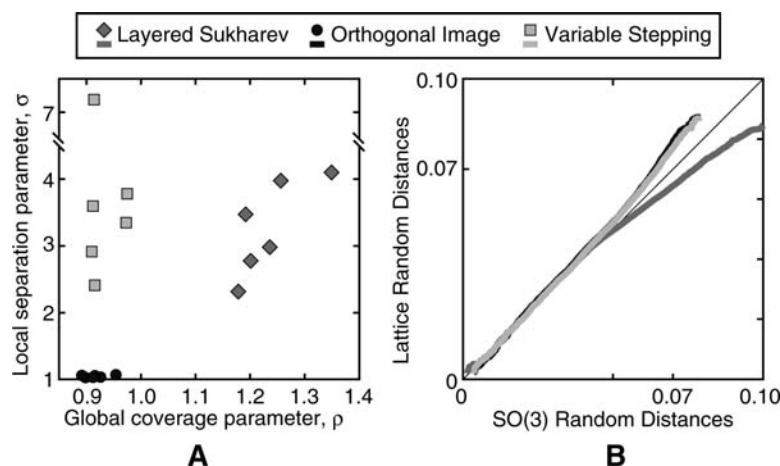 Layered Sukharev Orthogonal Image Variable Stepping
Local separation parameter, σ
7
4
3
2
1
0.9 1.0 1.1 1.2 1.3 1.4
Global coverage parameter, ρ
A
Lattice Random Distances
0.10
0.07
0
0 0.07 0.10
SO(3) Random Distances
B